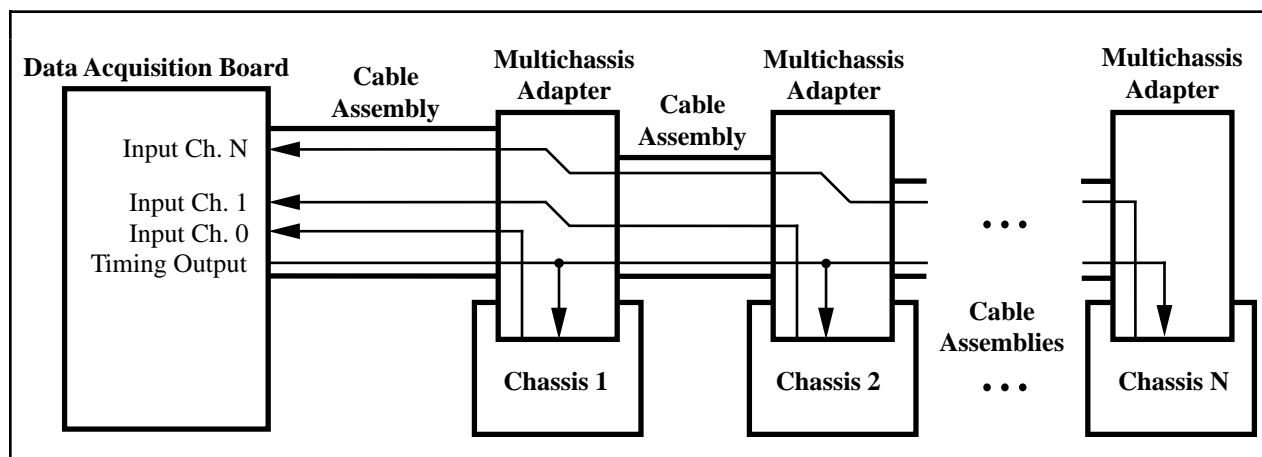 Data Acquisition Board
Cable
Assembly
Multichassis
Adapter
Cable
Assembly
Multichassis
Adapter
Multichassis
Adapter
Input Ch. N
Input Ch. 1
Input Ch. 0
Timing Output
• • •
Cable
Assemblies
• • •
Chassis 1
Chassis 2
Chassis N